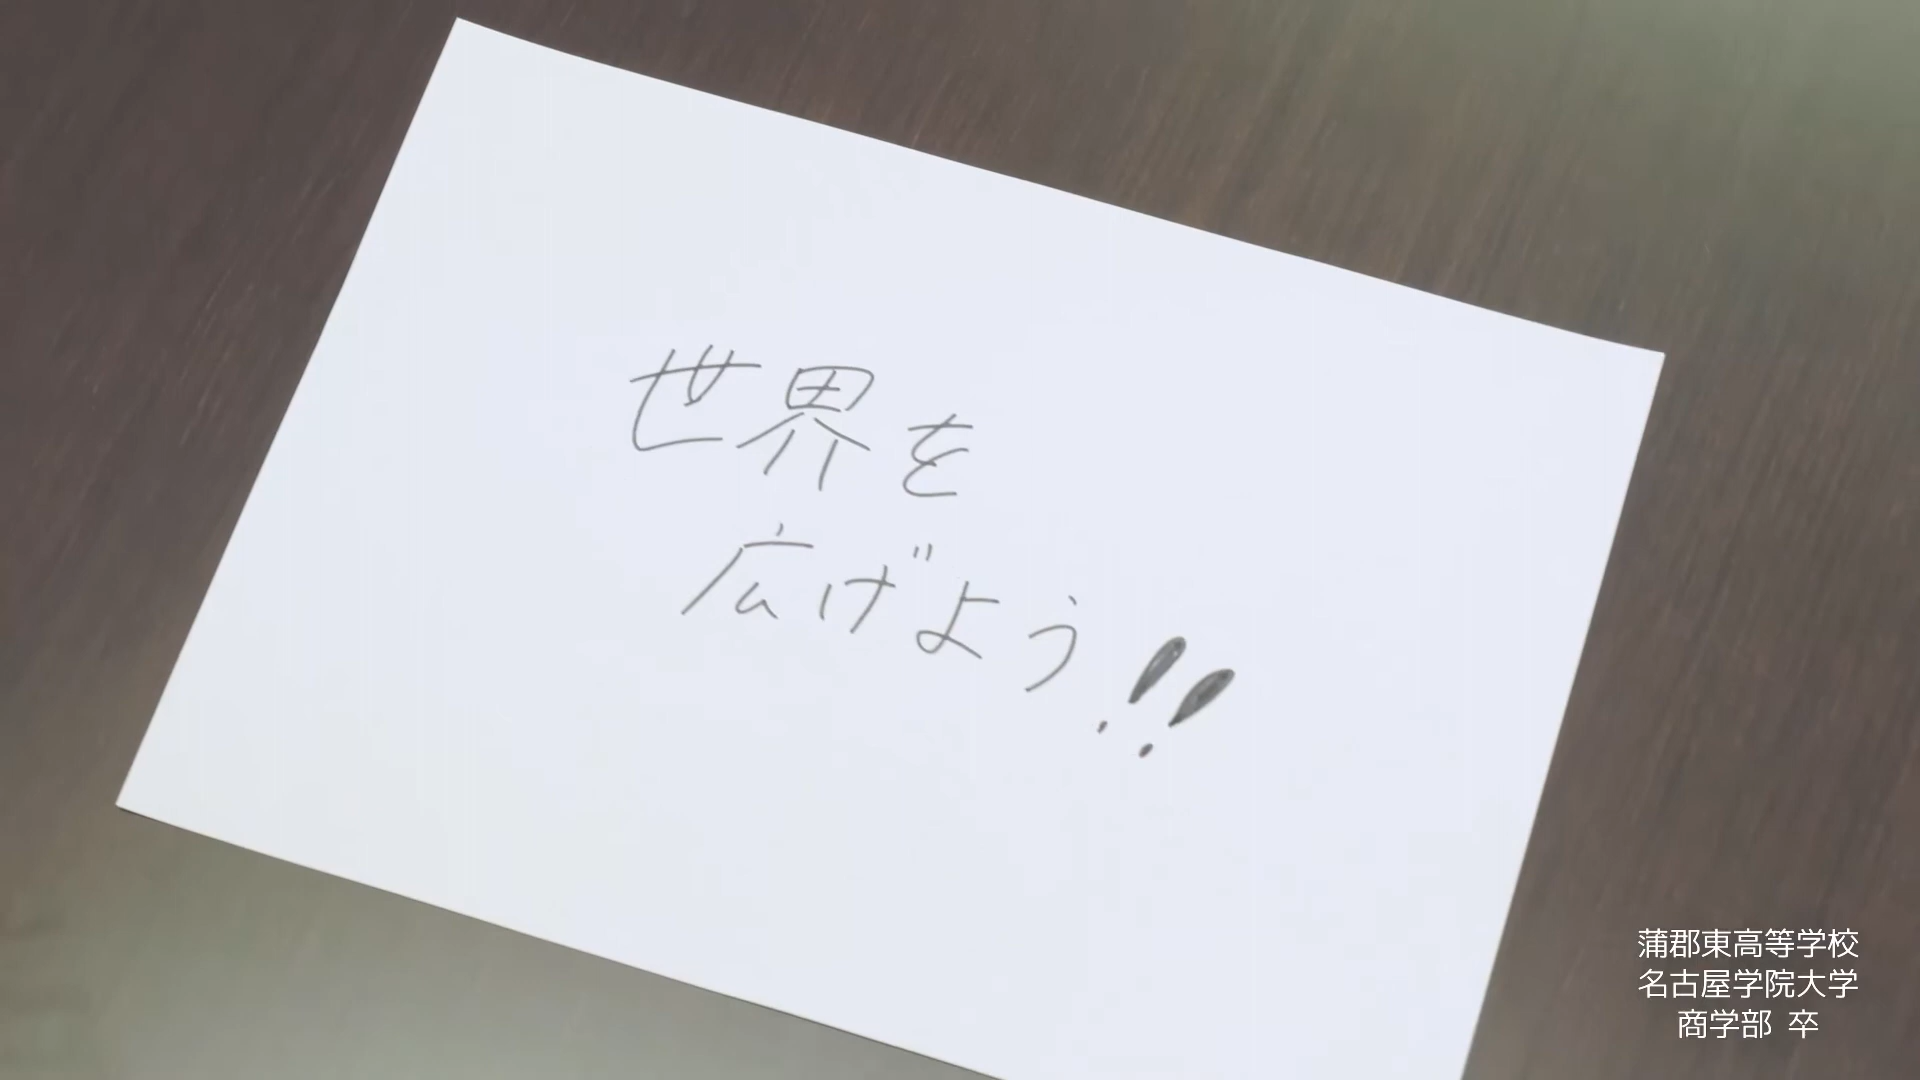 世界を
広げよう!!
蒲郡東高等学校
名古屋学院大学
商学部 卒